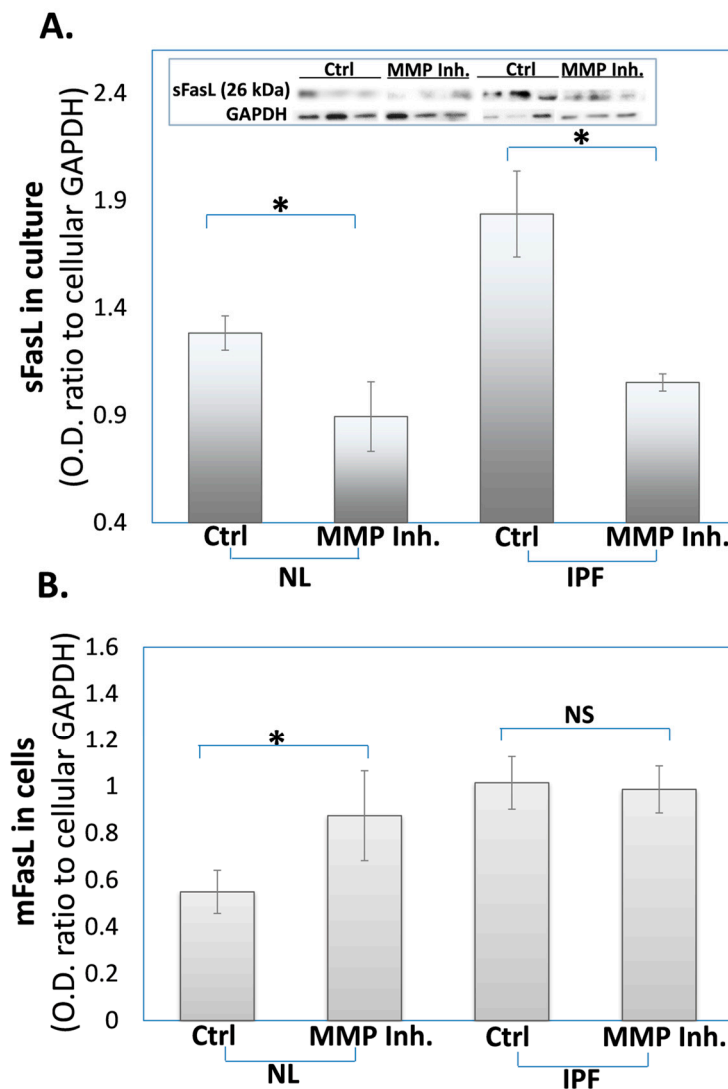 A.
Ctrl MMP Inh. Ctrl MMP Inh.
sFasL (26 kDa)
GAPDH
2.4
1.9
1.4
0.9
0.4
sFasL in culture
(O.D. ratio to cellular GAPDH)
* *
Ctrl MMP Inh. Ctrl MMP Inh.
NL IPF
B.
1.6
1.4
1.2
1
0.8
0.6
0.4
0.2
0
mFasL in cells
(O.D. ratio to cellular GAPDH)
* NS
Ctrl MMP Inh. Ctrl MMP Inh.
NL IPF